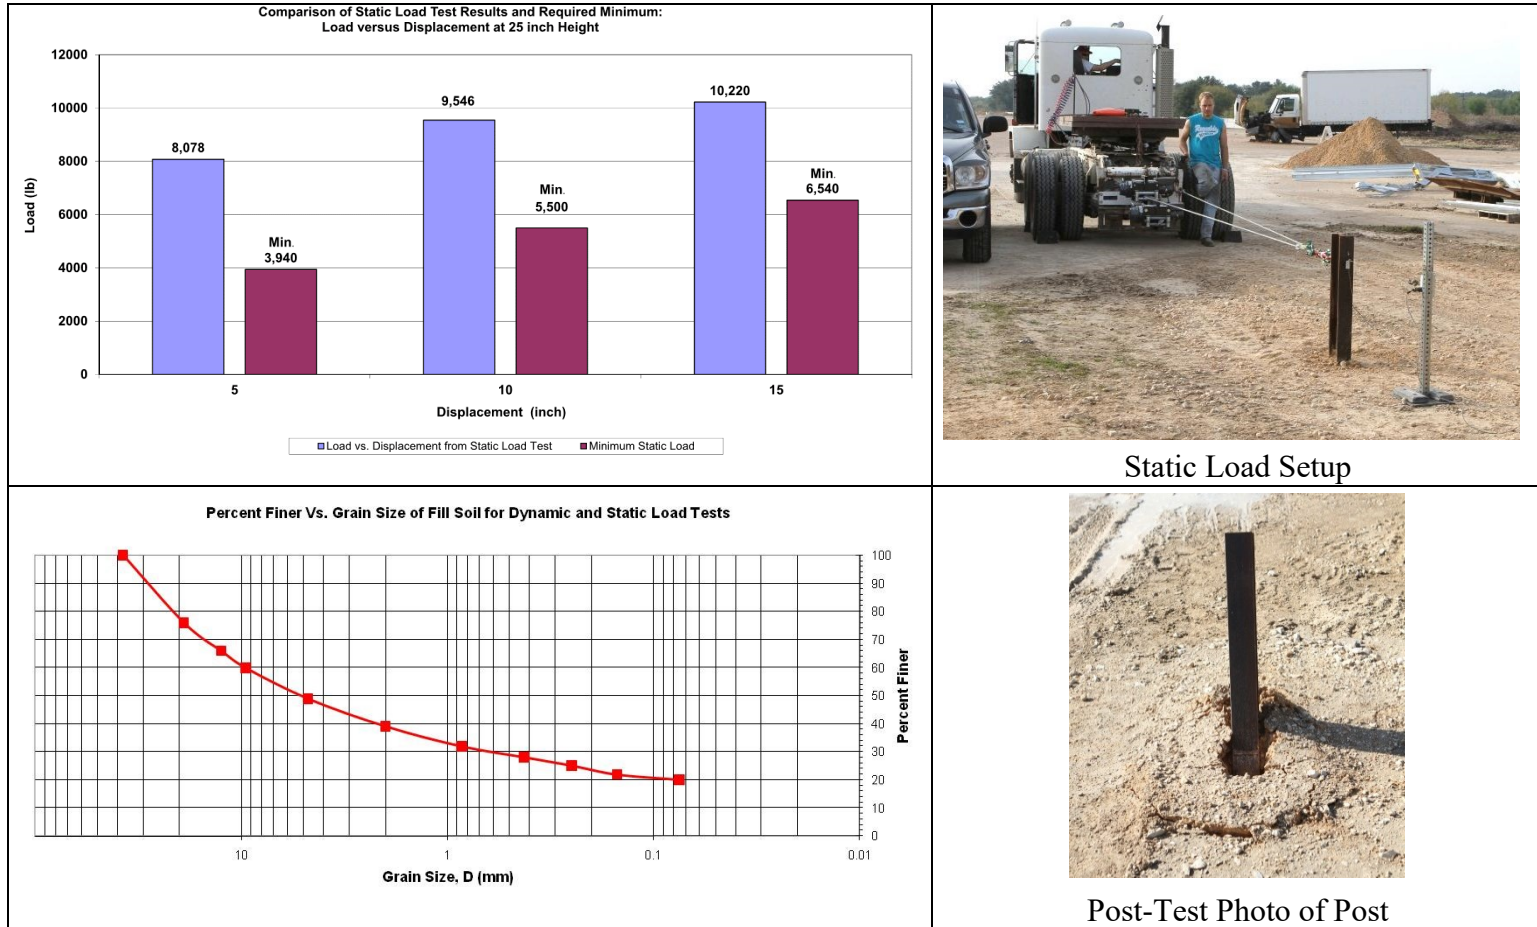 Comparison of Static Load Test Results and Required Minimum:
Load versus Displacement at 25 inch Height
12000
10000
8000
6000
4000
2000
0
Load (lb)
8,078
Min.
3,940
9,546
Min.
5,500
10,220
Min.
6,540
5
10
15
Displacement (inch)
Load vs. Displacement from Static Load Test
Minimum Static Load
Static Load Setup
Percent Finer Vs. Grain Size of Fill Soil for Dynamic and Static Load Tests
100
90
80
70
60
50
40
30
20
10
0
Percent Finer
10
1
0.1
0.01
Grain Size, D (mm)
Post-Test Photo of Post